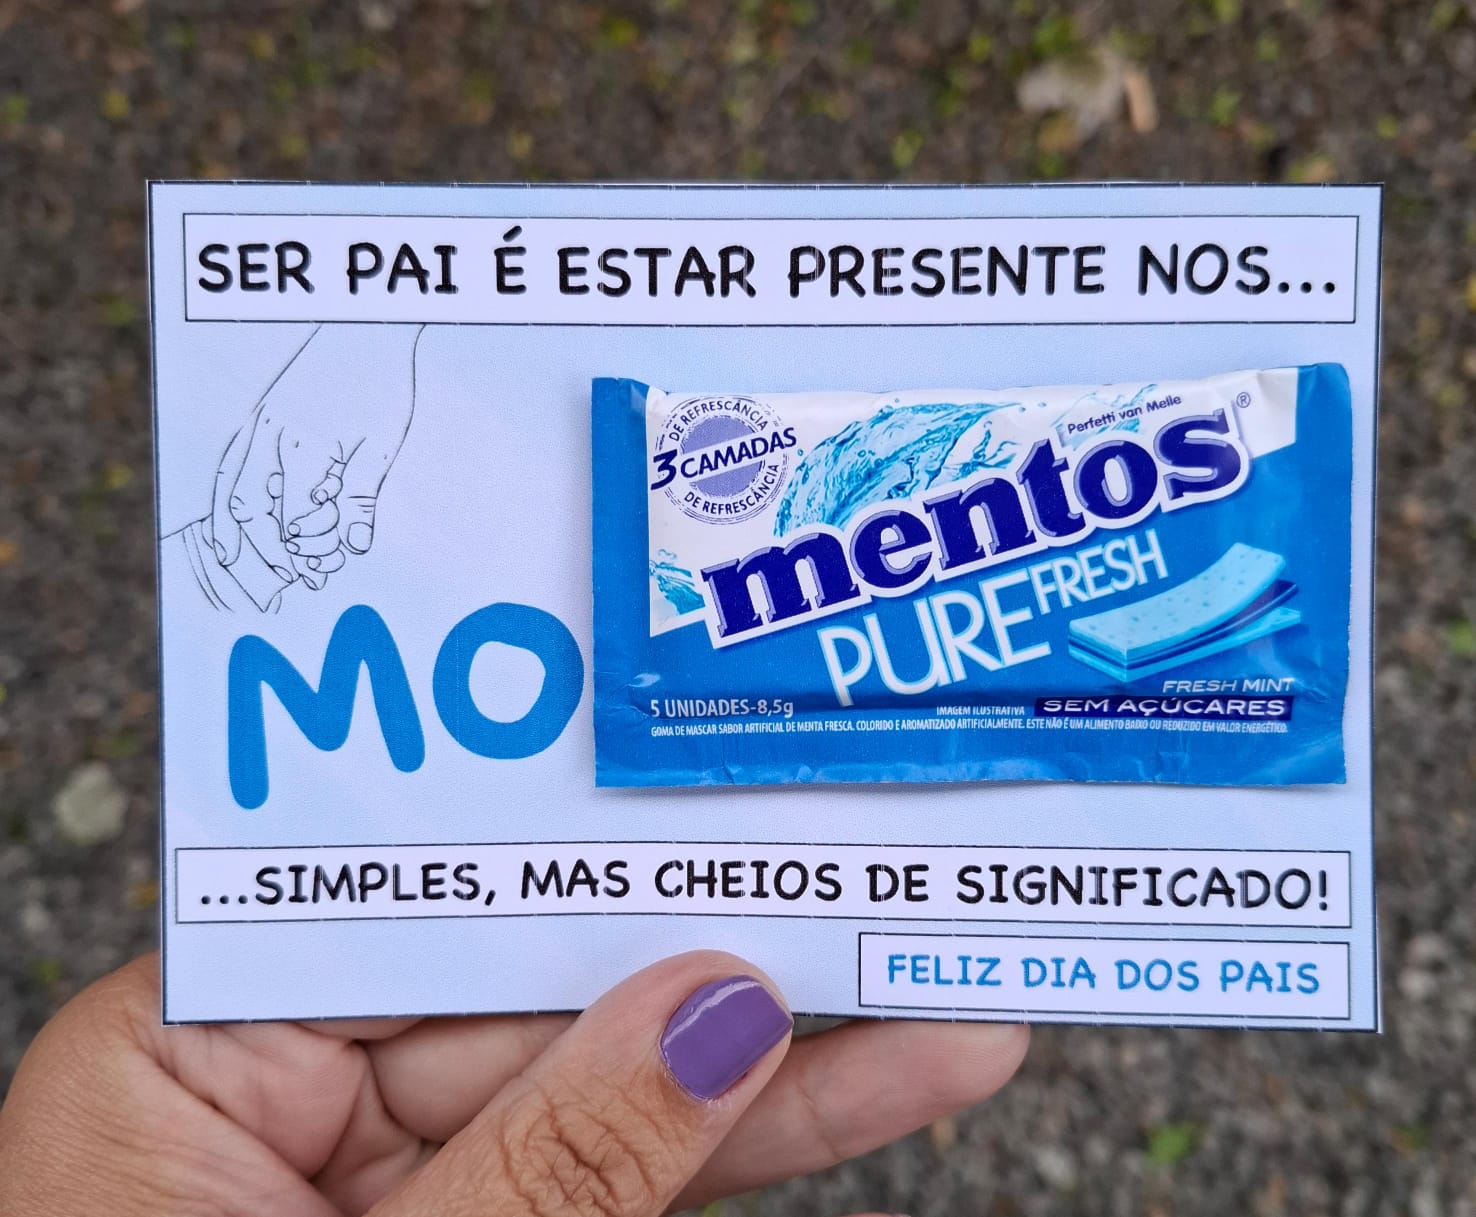 SER PAI É ESTAR PRESENTE NOS...
DE REFRESCÂNCIA
3 CAMADAS
DE REFRESCÂNCIA
Perfetti van Melle
mentos®
PURE FRESH
MO
FRESH MINT
5 UNIDADES-8,5g
IMAGEM ILUSTRATIVA
SEM AÇÚCARES
GOMA DE MASCAR SABOR ARTIFICIAL DE MENTA FRESCA. COLORIDO E AROMATIZADO ARTIFICIALMENTE. ESTE NÃO É UM ALIMENTO BAIXO OU REDUZIDO EM VALOR ENERGÉTICO.
...SIMPLES, MAS CHEIOS DE SIGNIFICADO!
FELIZ DIA DOS PAIS